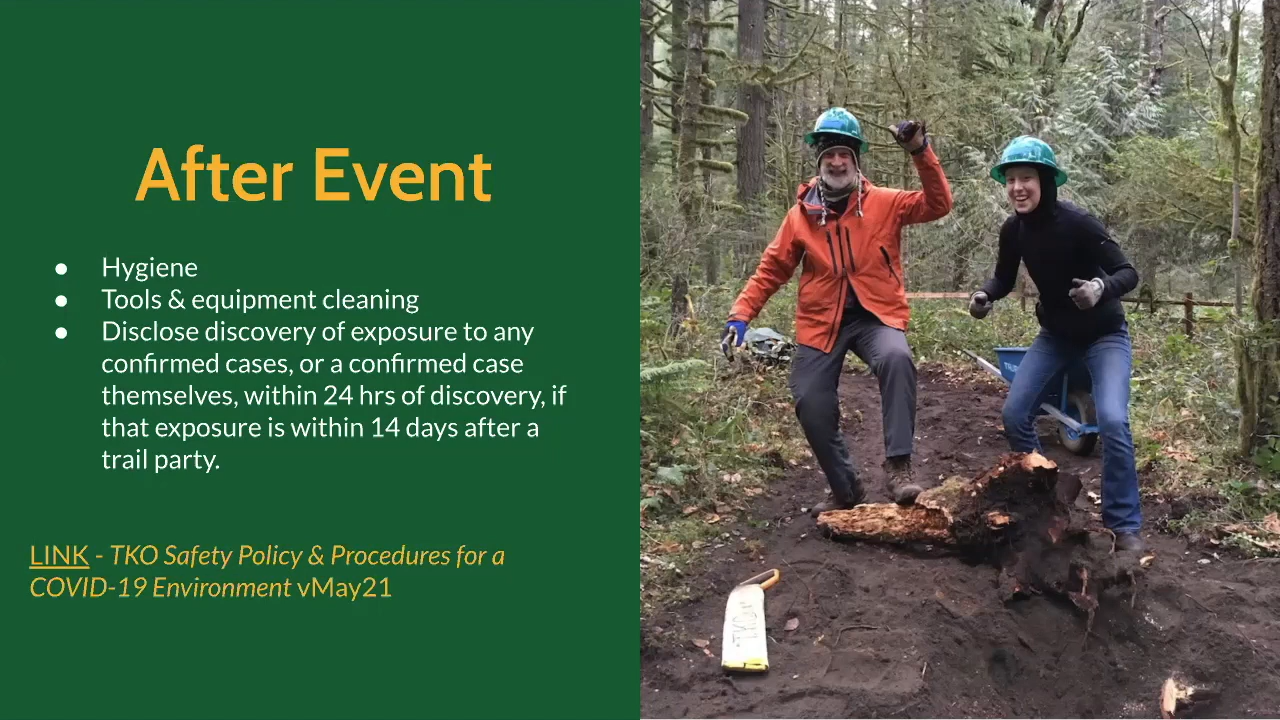 After Event
● Hygiene
● Tools & equipment cleaning
● Disclose discovery of exposure to any
confirmed cases, or a confirmed case
themselves, within 24 hrs of discovery, if
that exposure is within 14 days after a
trail party.
LINK - TKO Safety Policy & Procedures for a
COVID-19 Environment vMay21